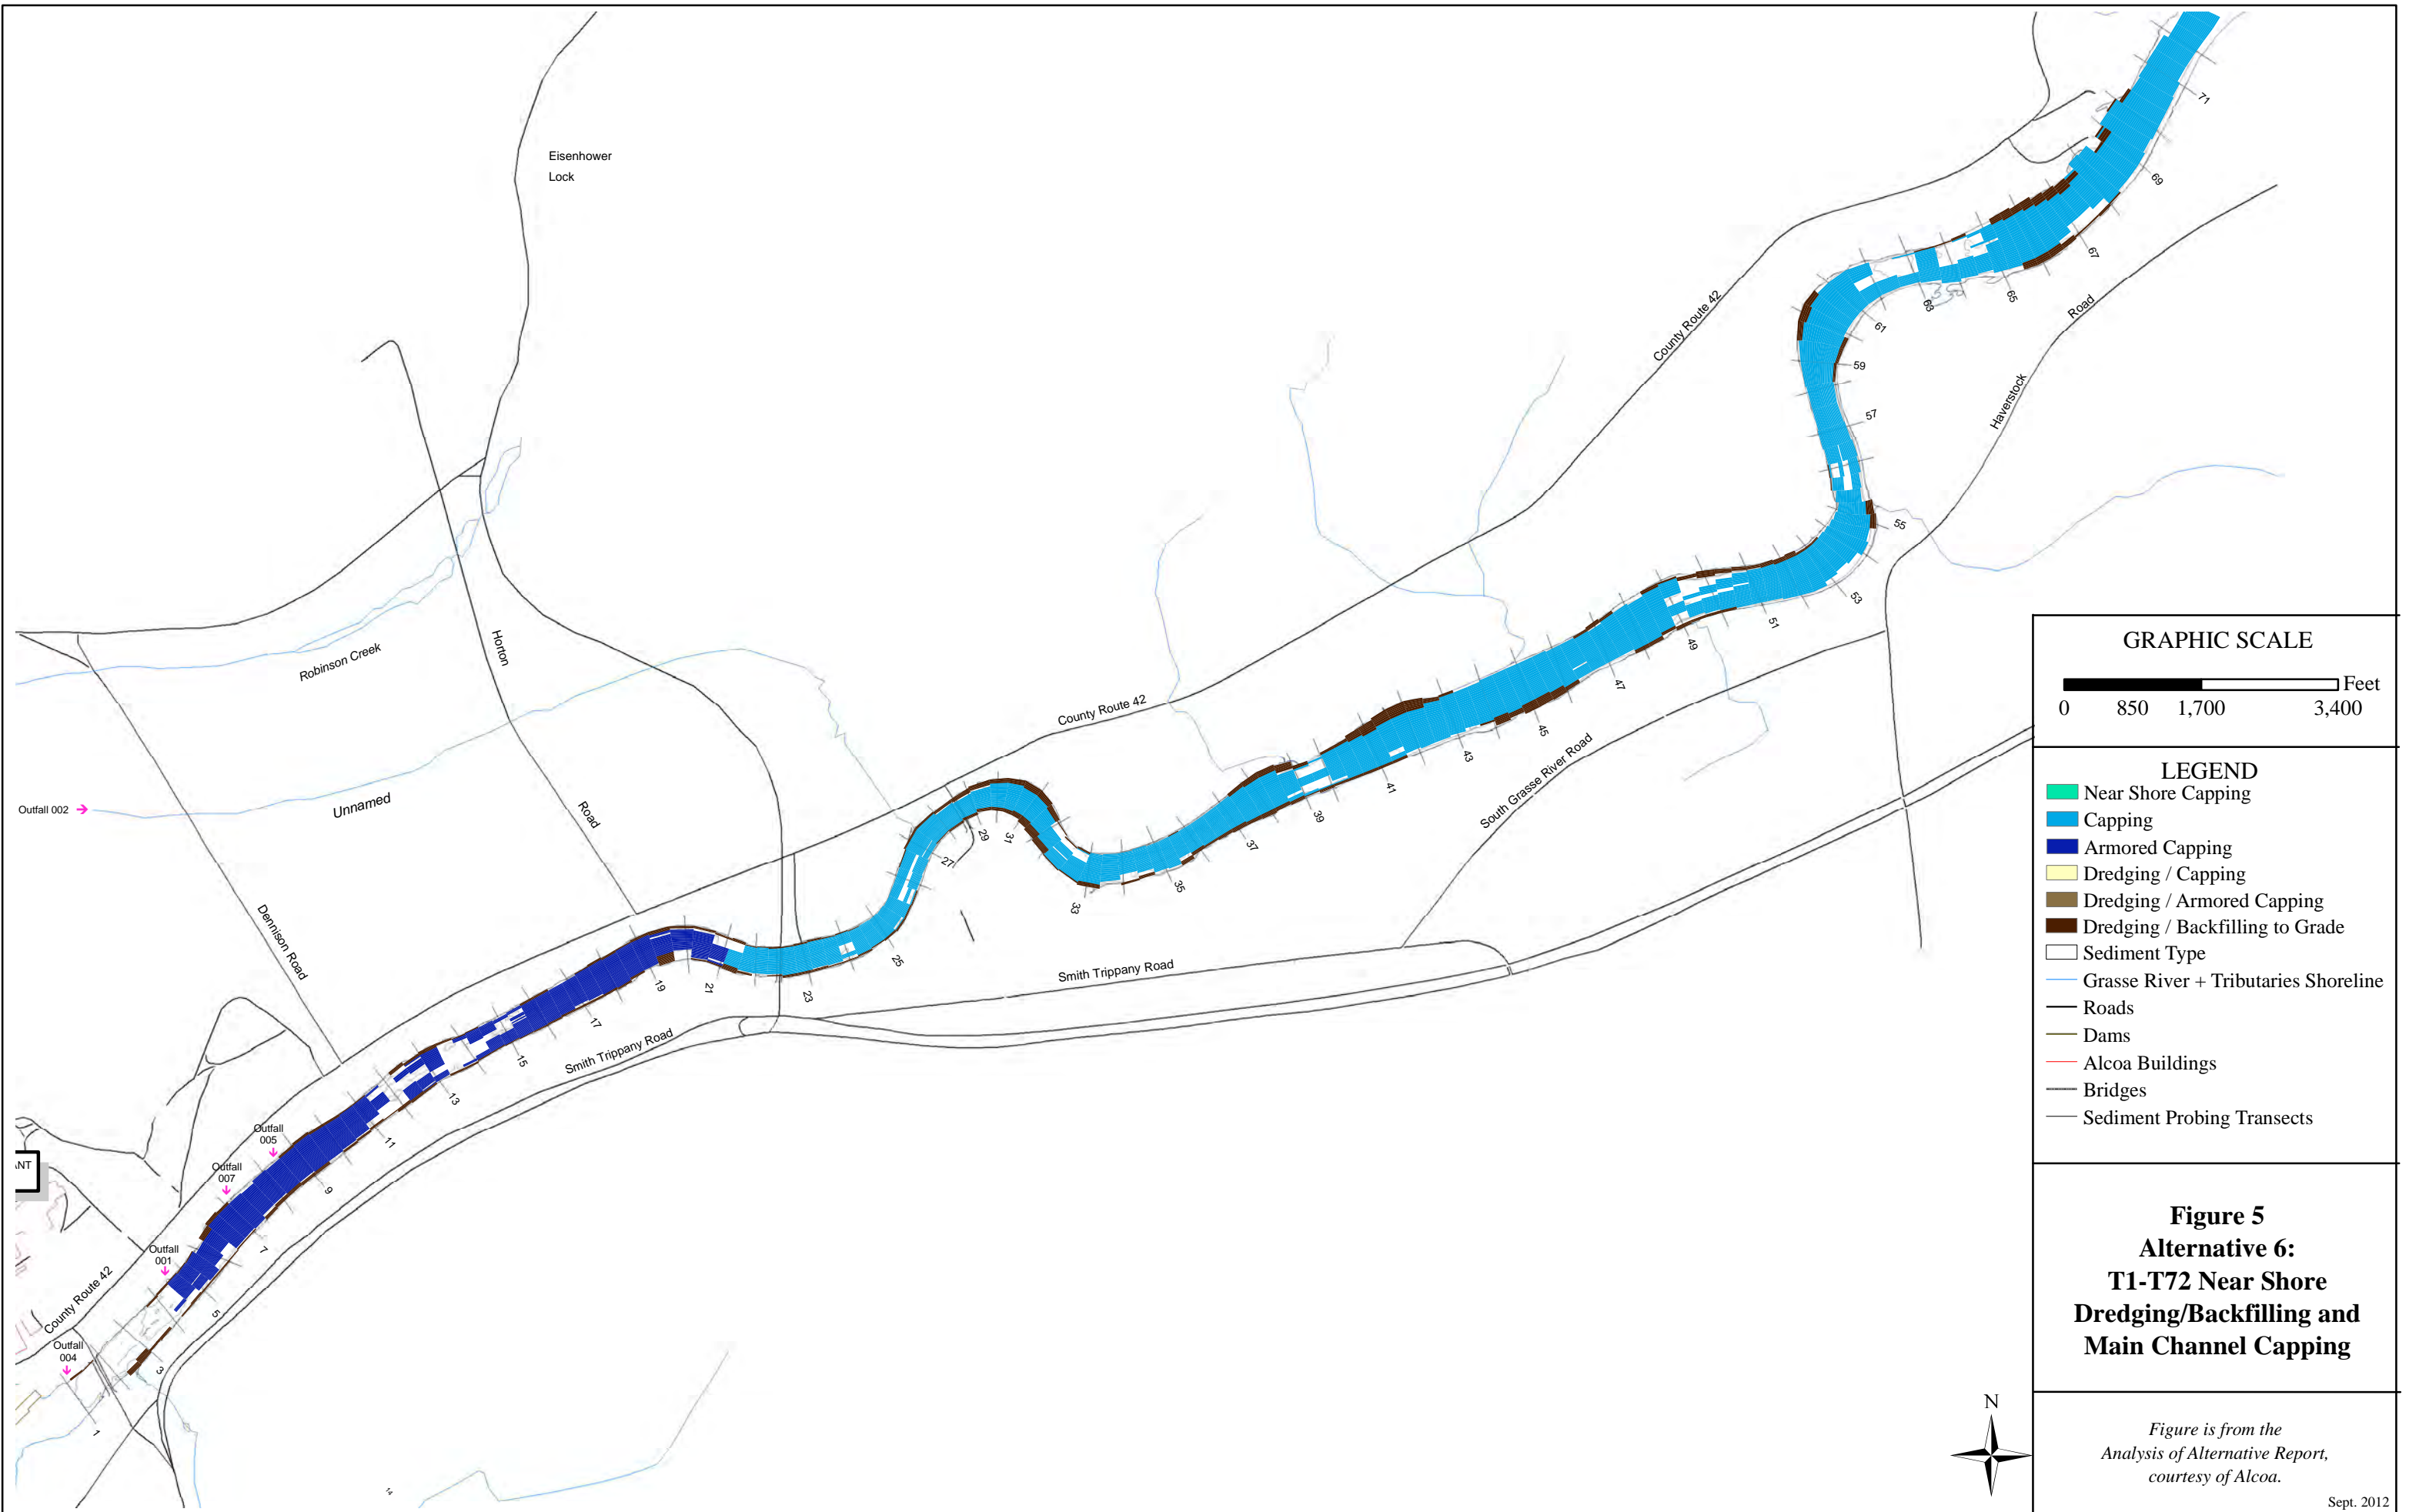 Eisenhower
Lock
71
69
67
65
63
61
59
57
55
53
51
49
47
45
43
41
39
37
35
33
31
29
27
25
23
21
19
17
15
13
11
9
7
5
3
1
14
County Route 42
Haverstock
Road
Robinson Creek
Horton
Road
County Route 42
Outfall 002
Unnamed
South Grasse River Road
Dennison Road
Smith Trippany Road
Smith Trippany Road
Outfall
005
Outfall
007
Outfall
001
County Route 42
Outfall
004
ANT
GRAPHIC SCALE
Feet
0 850 1,700 3,400
LEGEND
Near Shore Capping
Capping
Armored Capping
Dredging / Capping
Dredging / Armored Capping
Dredging / Backfilling to Grade
Sediment Type
Grasse River + Tributaries Shoreline
Roads
Dams
Alcoa Buildings
Bridges
Sediment Probing Transects
Figure 5
Alternative 6:
T1-T72 Near Shore
Dredging/Backfilling and
Main Channel Capping
N
Figure is from the
Analysis of Alternative Report,
courtesy of Alcoa.
Sept. 2012